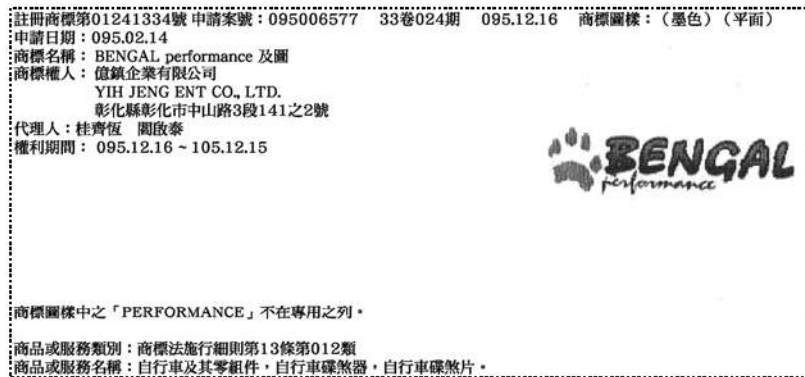 註冊商標第01241334號 申請案號：095006577 33卷024期 095.12.16 商標圖樣：（墨色）（平面）
申請日期：095.02.14
商標名稱： BENGAL performance 及圖
商標權人： 億鎮企業有限公司
YIH JENG ENT CO., LTD.
彰化縣彰化市中山路3段141之2號
代理人：桂齊恆 閻啟泰
權利期間： 095.12.16 ~ 105.12.15
BENGAL
performance
商標圖樣中之「PERFORMANCE」不在專用之列。
商品或服務類別：商標法施行細則第13條第012類
商品或服務名稱：自行車及其零組件，自行車碟煞器，自行車碟煞片。